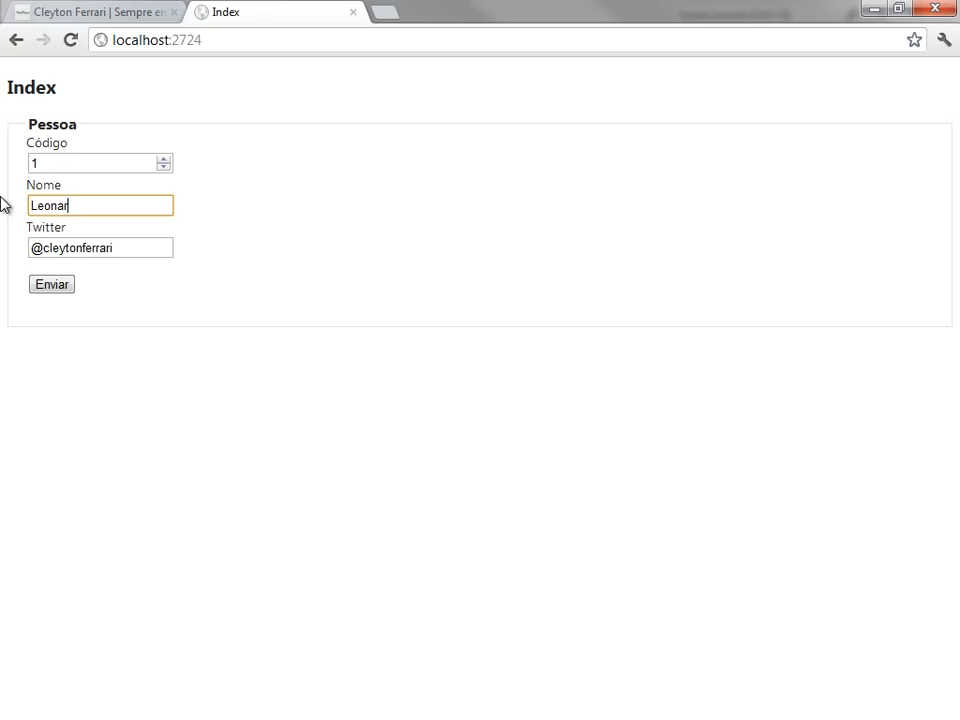 Cleyton Ferrari | Sempre en
Index
localhost:2724
Index
Pessoa
Código
1
Nome
Leonar
Twitter
@cleytonferrari
Enviar